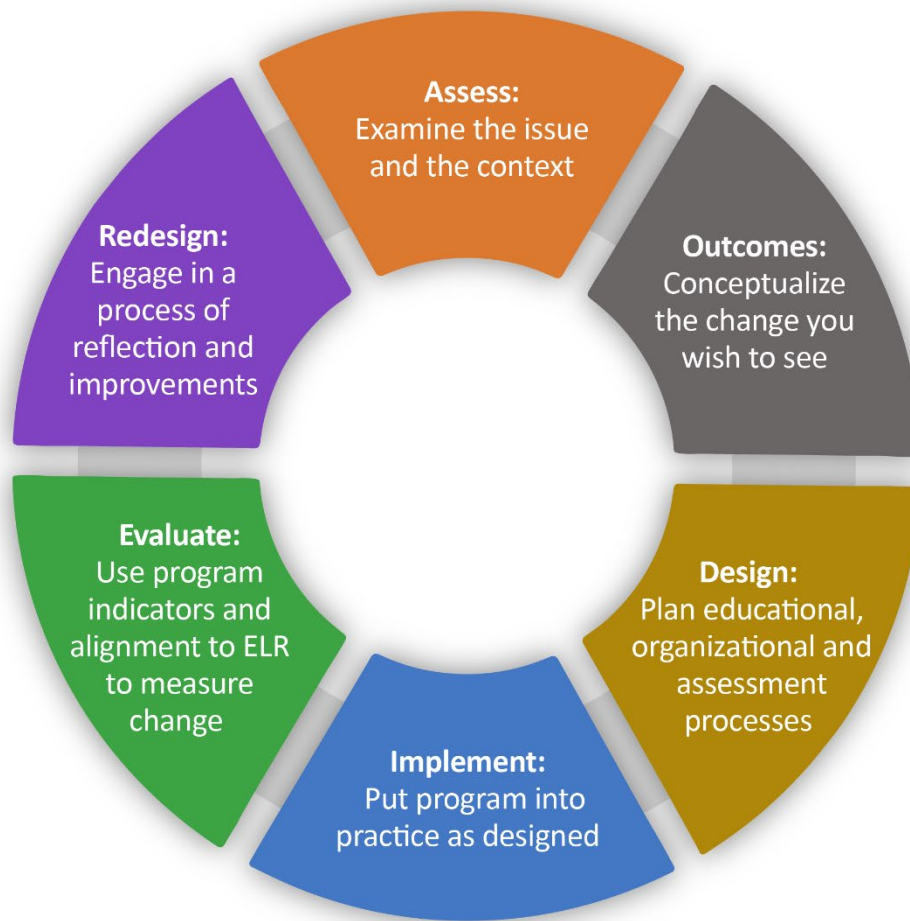 Assess:
Examine the issue
and the context
Outcomes:
Conceptualize
the change you
wish to see
Design:
Plan educational,
organizational and
assessment
processes
Implement:
Put program into
practice as designed
Evaluate:
Use program
indicators and
alignment to ELR
to measure
change
Redesign:
Engage in a
process of
reflection and
improvements